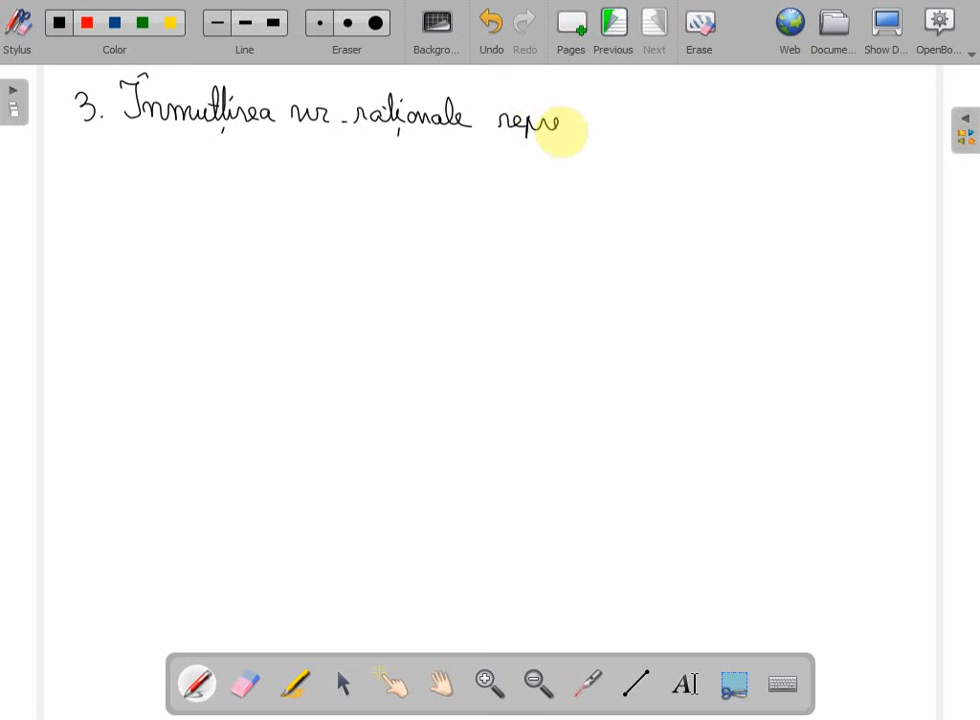 Stylus
Color
Line
Eraser
Backgro...
Undo
Redo
Pages
Previous
Next
Erase
Web
Docume...
Show D...
OpenBo...
3. Înmulțirea nr. raționale repre